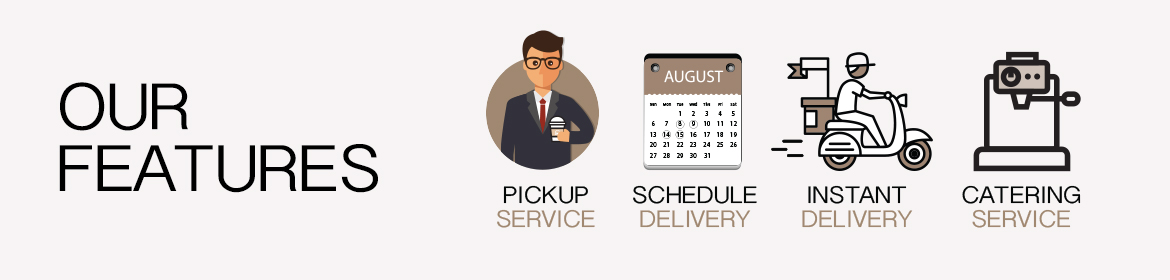 OUR
FEATURES
AUGUST
Sun Mon Tue Wed Thu Fri Sat
1 2 3 4 5
6 7 8 9 10 11 12
13 14 15 16 17 18 19
20 21 22 23 24 25 26
27 28 29 30 31
PICKUP
SERVICE
SCHEDULE
DELIVERY
INSTANT
DELIVERY
CATERING
SERVICE